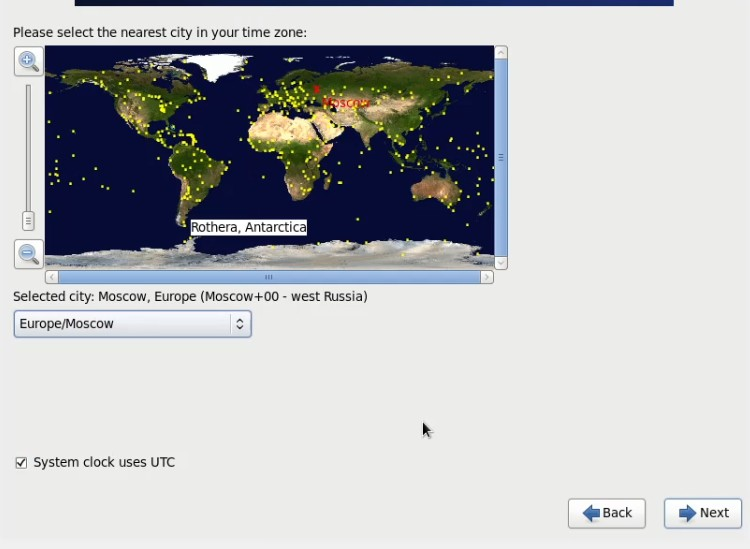 Please select the nearest city in your time zone:
Moscow
Rothera, Antarctica
Selected city: Moscow, Europe (Moscow+00 - west Russia)
Europe/Moscow
System clock uses UTC
Back
Next